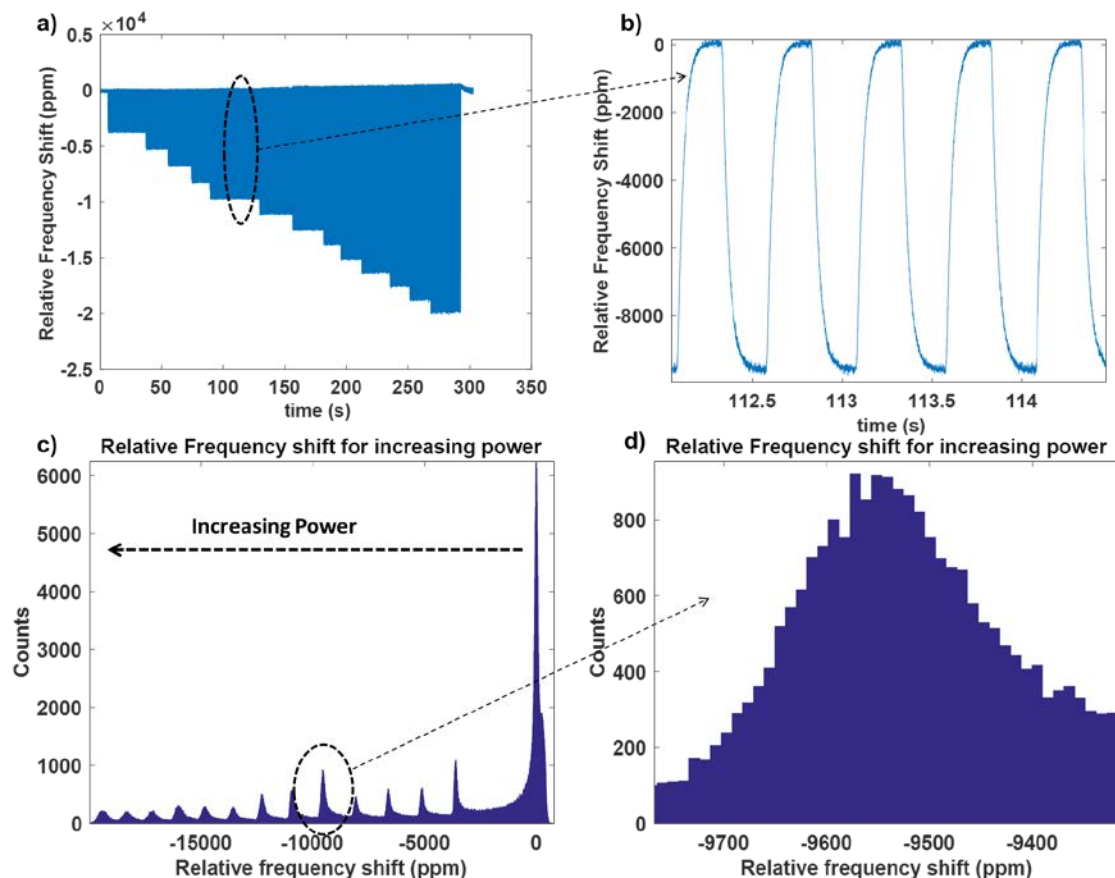 a)
×10⁴
0.5
0
-0.5
-1
-1.5
-2
-2.5
Relative Frequency Shift (ppm)
0 50 100 150 200 250 300 350
time (s)
b)
0
-2000
-4000
-6000
-8000
Relative Frequency Shift (ppm)
112.5 113 113.5 114
time (s)
c) Relative Frequency shift for increasing power
6000
5000
4000
3000
2000
1000
0
Counts
Increasing Power
-15000 -10000 -5000 0
Relative frequency shift (ppm)
d) Relative Frequency shift for increasing power
800
600
400
200
0
Counts
-9700 -9600 -9500 -9400
Relative frequency shift (ppm)